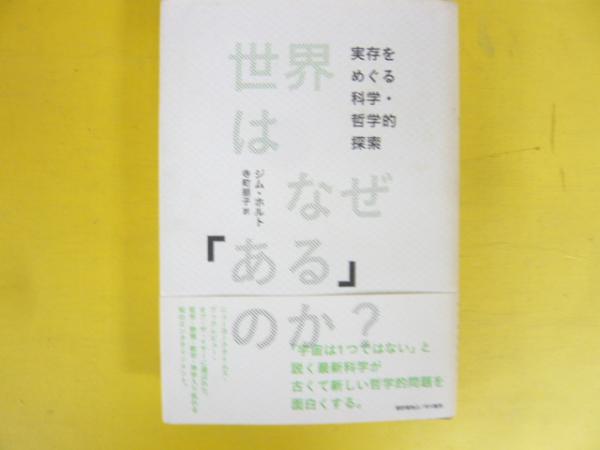 世界
は
なぜ
「ある」
のか？
実存を
めぐる
科学・
哲学的
探索
ジム・ホルト
寺町朋子 訳
「宇宙は1つではない」と
説く最新科学が
古くて新しい哲学的問題を
面白くする。